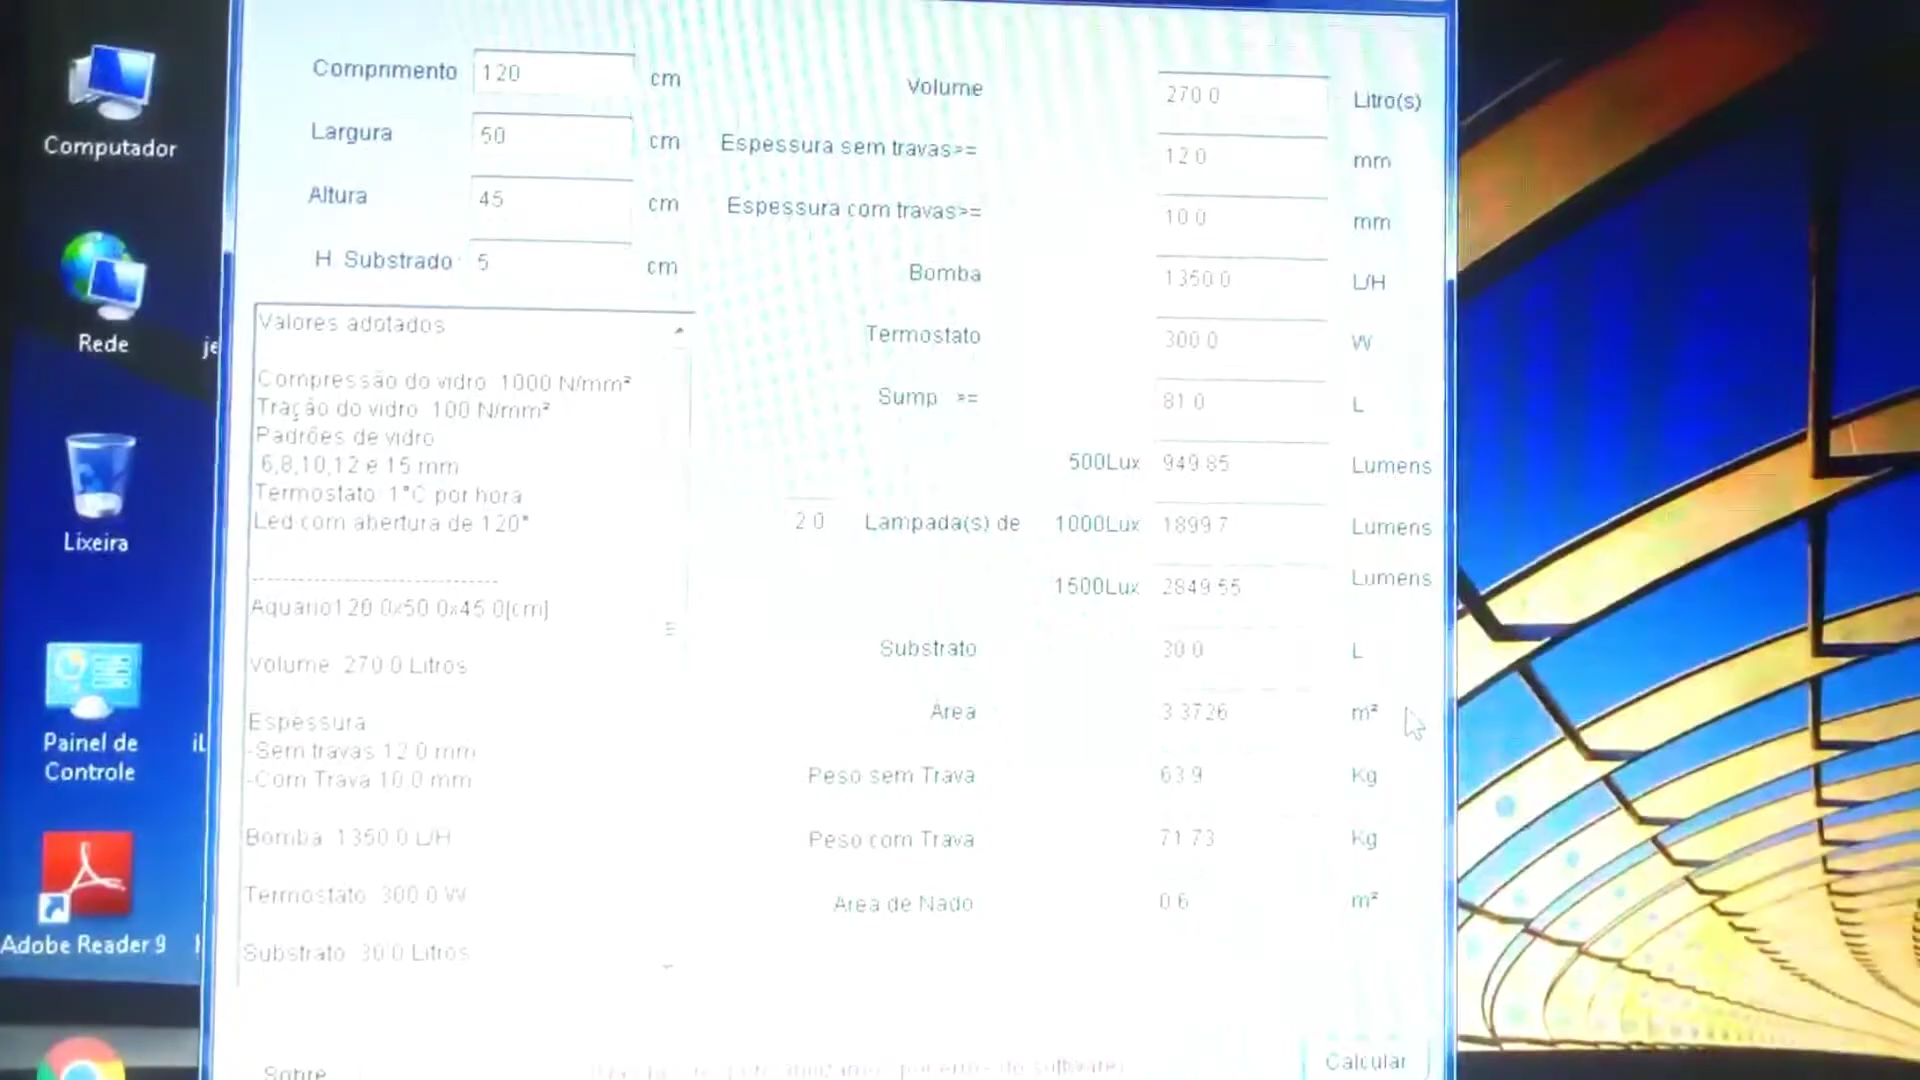 Computador
Rede
je
Lixeira
Painel de
Controle
iL
Adobe Reader 9
Comprimento 120 cm
Largura 50 cm
Altura 45 cm
H Substrado 5 cm
Valores adotados
Compressão do vidro 1000 N/mm²
Tração do vidro 100 N/mm²
Padrões de vidro
6,8,10,12 e 15 mm
Termostato 1°C por hora
Led com abertura de 120°
Aquario120.0x50.0x45.0[cm]
Volume: 270.0 Litros
Espessura
-Sem travas 12.0 mm
-Com Trava 10.0 mm
Bomba 1350.0 L/H
Termostato 300.0 W
Substrato 30.0 Litros
Volume 270.0 Litro(s)
Espessura sem travas>= 12.0 mm
Espessura com travas>= 10.0 mm
Bomba 1350.0 L/H
Termostato 300.0 W
Sump >= 81.0 L
500Lux 949.85 Lumens
2.0 Lampada(s) de 1000Lux 1899.7 Lumens
1500Lux 2849.55 Lumens
Substrato 30.0 L
Área 3.3726 m²
Peso sem Trava 63.9 Kg
Peso com Trava 71.73 Kg
Área de Nado 0.6 m²
Sobre
Calcular